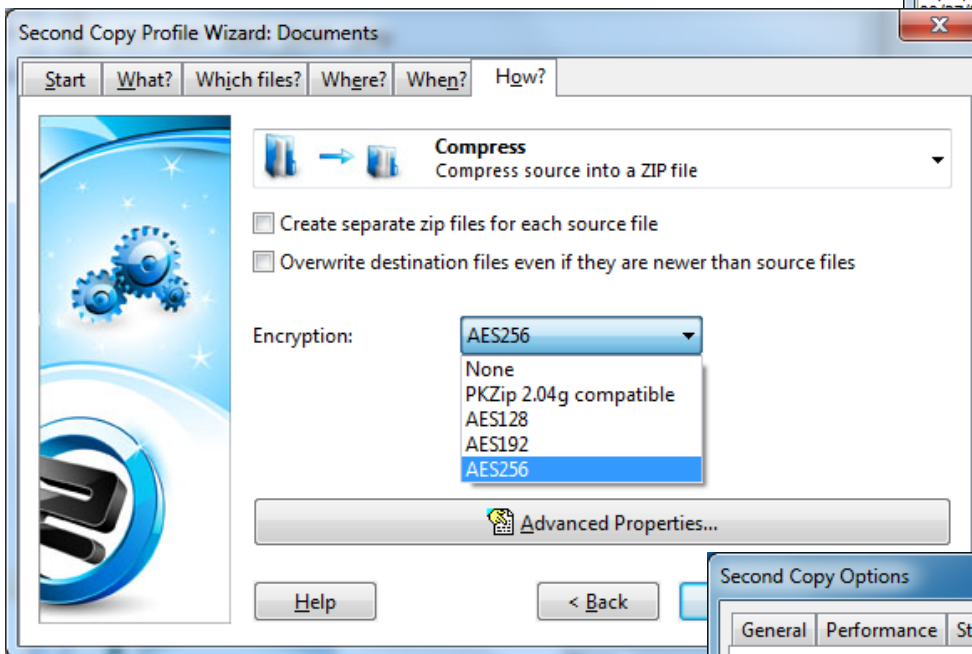 Second Copy Profile Wizard: Documents
Start What? Which files? Where? When? How?
Compress
Compress source into a ZIP file
Create separate zip files for each source file
Overwrite destination files even if they are newer than source files
Encryption: AES256
None
PKZip 2.04g compatible
AES128
AES192
AES256
Advanced Properties...
Help < Back
Second Copy Options
General Performance St